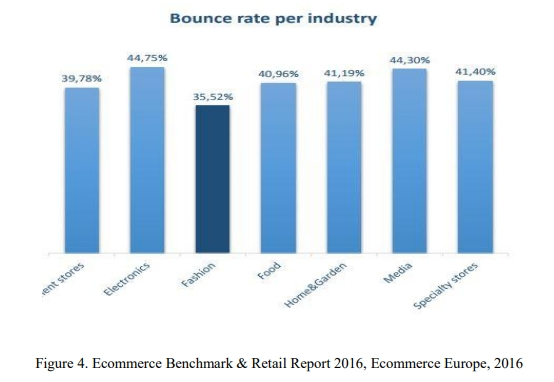 Bounce rate per industry
39,78%
44,75%
35,52%
40,96%
41,19%
44,30%
41,40%
stores
Electronics
Fashion
Food
Home&Garden
Media
Specialty stores
Figure 4. Ecommerce Benchmark & Retail Report 2016, Ecommerce Europe, 2016